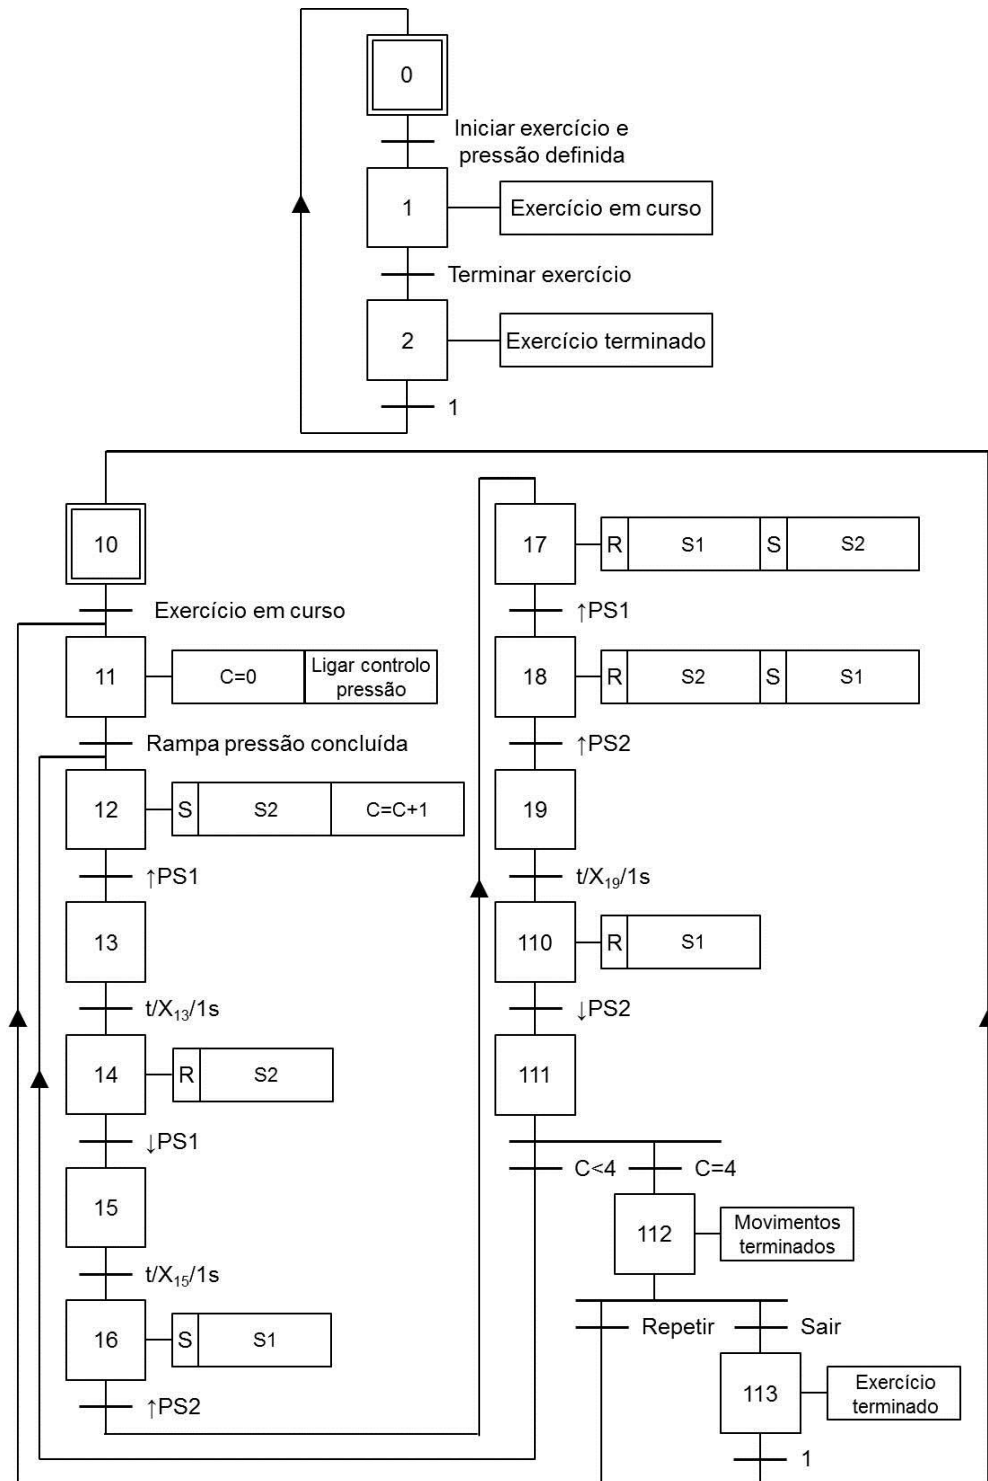 0
Iniciar exercício e
pressão definida
1
Exercício em curso
Terminar exercício
2
Exercício terminado
1
10
Exercício em curso
11
C=0
Ligar controlo
pressão
Rampa pressão concluída
12
S
S2
C=C+1
↑PS1
13
t/X₁₃/1s
14
R
S2
↓PS1
15
t/X₁₅/1s
16
S
S1
↑PS2
17
R
S1
S
S2
↑PS1
18
R
S2
S
S1
↑PS2
19
t/X₁₉/1s
110
R
S1
↓PS2
111
C<4
C=4
112
Movimentos
terminados
Repetir
Sair
113
Exercício
terminado
1